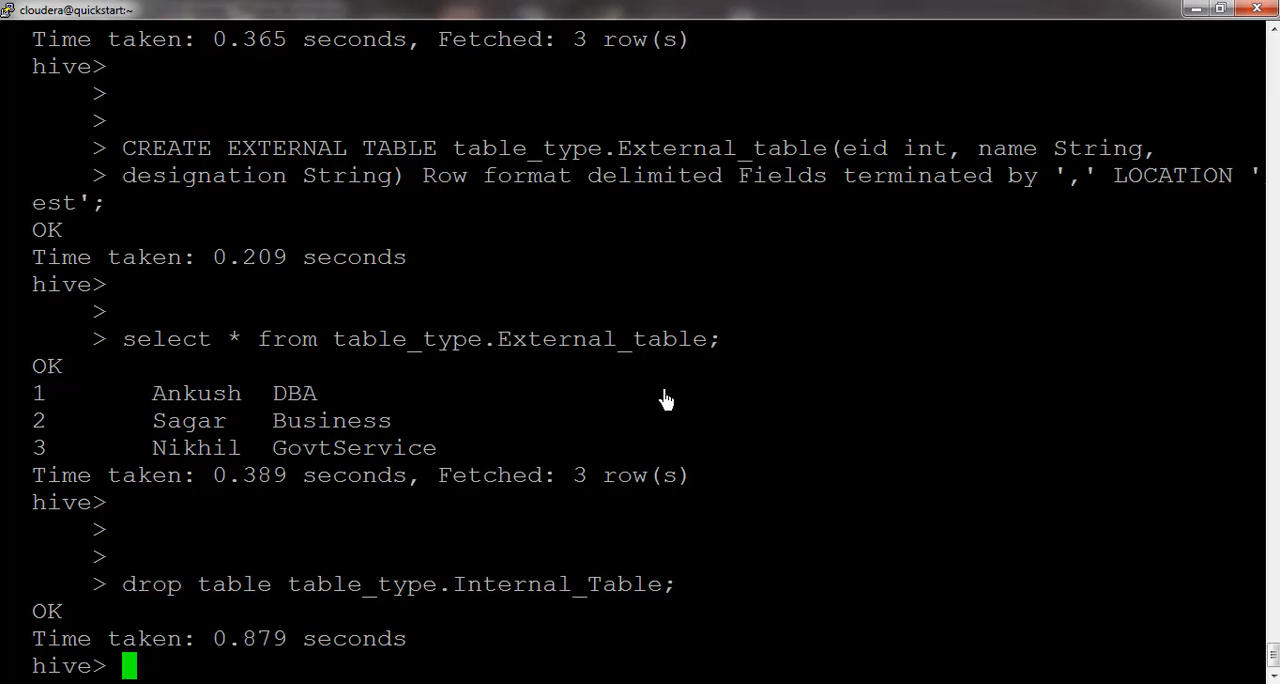 cloudera@quickstart:~
Time taken: 0.365 seconds, Fetched: 3 row(s)
hive>
>
>
> CREATE EXTERNAL TABLE table_type.External_table(eid int, name String,
> designation String) Row format delimited Fields terminated by ',' LOCATION '
est';
OK
Time taken: 0.209 seconds
hive>
>
> select * from table_type.External_table;
OK
1 Ankush DBA
2 Sagar Business
3 Nikhil GovtService
Time taken: 0.389 seconds, Fetched: 3 row(s)
hive>
>
>
> drop table table_type.Internal_Table;
OK
Time taken: 0.879 seconds
hive>